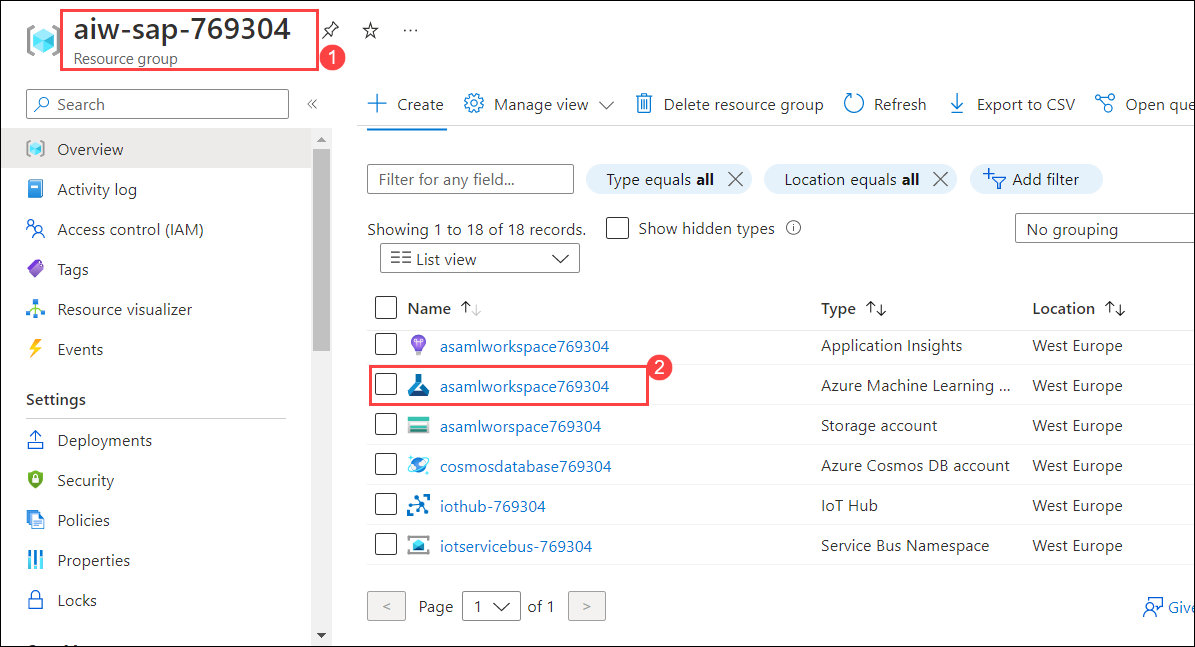 aiw-sap-769304
Resource group
1
Search
Create Manage view Delete resource group Refresh Export to CSV Open que
Overview
Activity log
Access control (IAM)
Tags
Resource visualizer
Events
Settings
Deployments
Security
Policies
Properties
Locks
Filter for any field...
Type equals all
Location equals all
Add filter
Showing 1 to 18 of 18 records.
Show hidden types
No grouping
List view
Name Type Location
asamlworkspace769304 Application Insights West Europe
2
asamlworkspace769304 Azure Machine Learning ... West Europe
asamlworspace769304 Storage account West Europe
cosmosdatabase769304 Azure Cosmos DB account West Europe
iothub-769304 IoT Hub West Europe
iotservicebus-769304 Service Bus Namespace West Europe
< Page 1 of 1 >
Give